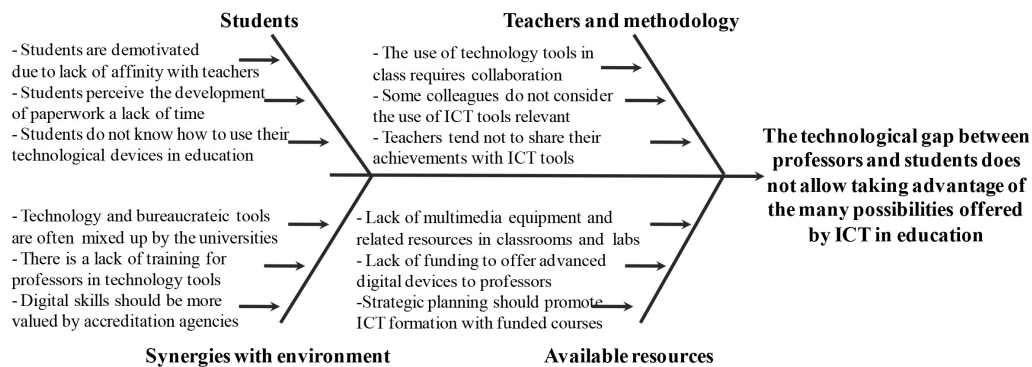 Students
- Students are demotivated
due to lack of affinity with teachers
- Students perceive the development
of paperwork a lack of time
- Students do not know how to use their
technological devices in education
Teachers and methodology
- The use of technology tools in
class requires collaboration
- Some colleagues do not consider
the use of ICT tools relevant
- Teachers tend not to share their
achievements with ICT tools
The technological gap between
professors and students does
not allow taking advantage of
the many possibilities offered
by ICT in education
- Technology and bureaucrateic tools
are often mixed up by the universities
- There is a lack of training for
professors in technology tools
- Digital skills should be more
valued by accreditation agencies
Synergies with environment
- Lack of multimedia equipment and
related resources in classrooms and labs
- Lack of funding to offer advanced
digital devices to professors
-Strategic planning should promote
ICT formation with funded courses
Available resources